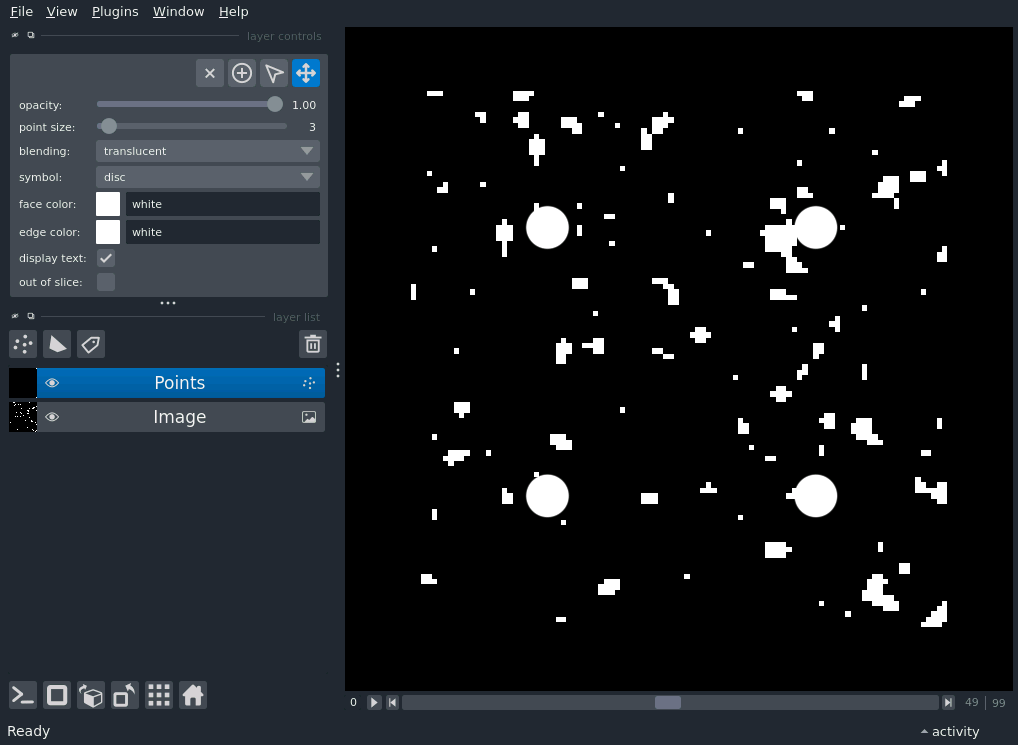 File View Plugins Window Help
layer controls
opacity: 1.00
point size: 3
blending: translucent
symbol: disc
face color: white
edge color: white
display text:
out of slice:
layer list
Points
Image
0 49 99
Ready activity